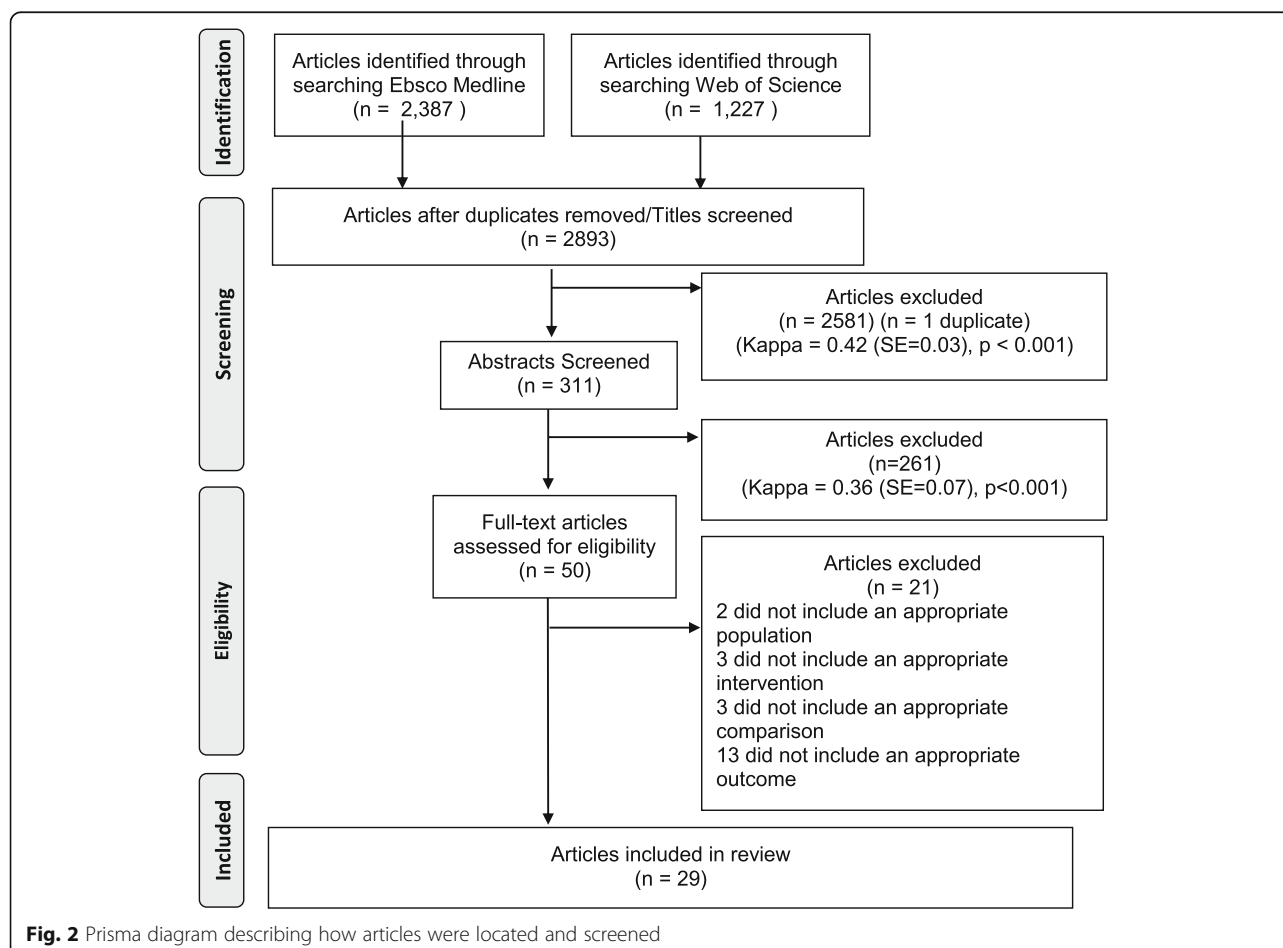 Identification
Articles identified through
searching Ebsco Medline
(n = 2,387 )
Articles identified through
searching Web of Science
(n = 1,227 )
Screening
Articles after duplicates removed/Titles screened
(n = 2893)
Articles excluded
(n = 2581) (n = 1 duplicate)
(Kappa = 0.42 (SE=0.03), p < 0.001)
Abstracts Screened
(n = 311)
Articles excluded
(n=261)
(Kappa = 0.36 (SE=0.07), p<0.001)
Eligibility
Full-text articles
assessed for eligibility
(n = 50)
Articles excluded
(n = 21)
2 did not include an appropriate
population
3 did not include an appropriate
intervention
3 did not include an appropriate
comparison
13 did not include an appropriate
outcome
Included
Articles included in review
(n = 29)
Fig. 2 Prisma diagram describing how articles were located and screened